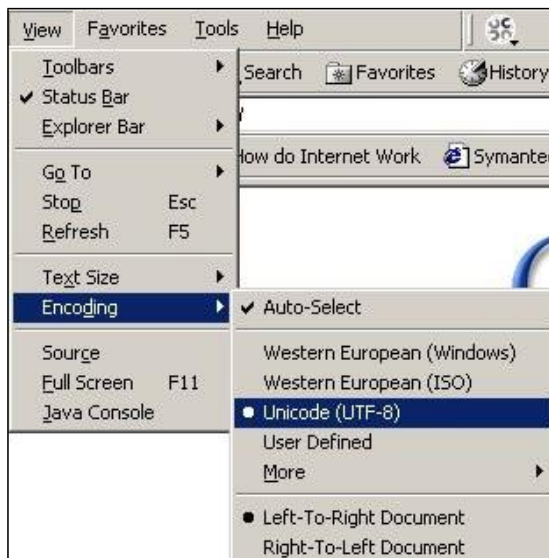 View Favorites Tools Help
Toolbars
Search Favorites History
Status Bar
Explorer Bar
How do Internet Work
Go To
Stop Esc
Refresh F5
Text Size
Encoding
Auto-Select
Source
Western European (Windows)
Full Screen F11
Western European (ISO)
Java Console
Unicode (UTF-8)
User Defined
More
Left-To-Right Document
Right-To-Left Document